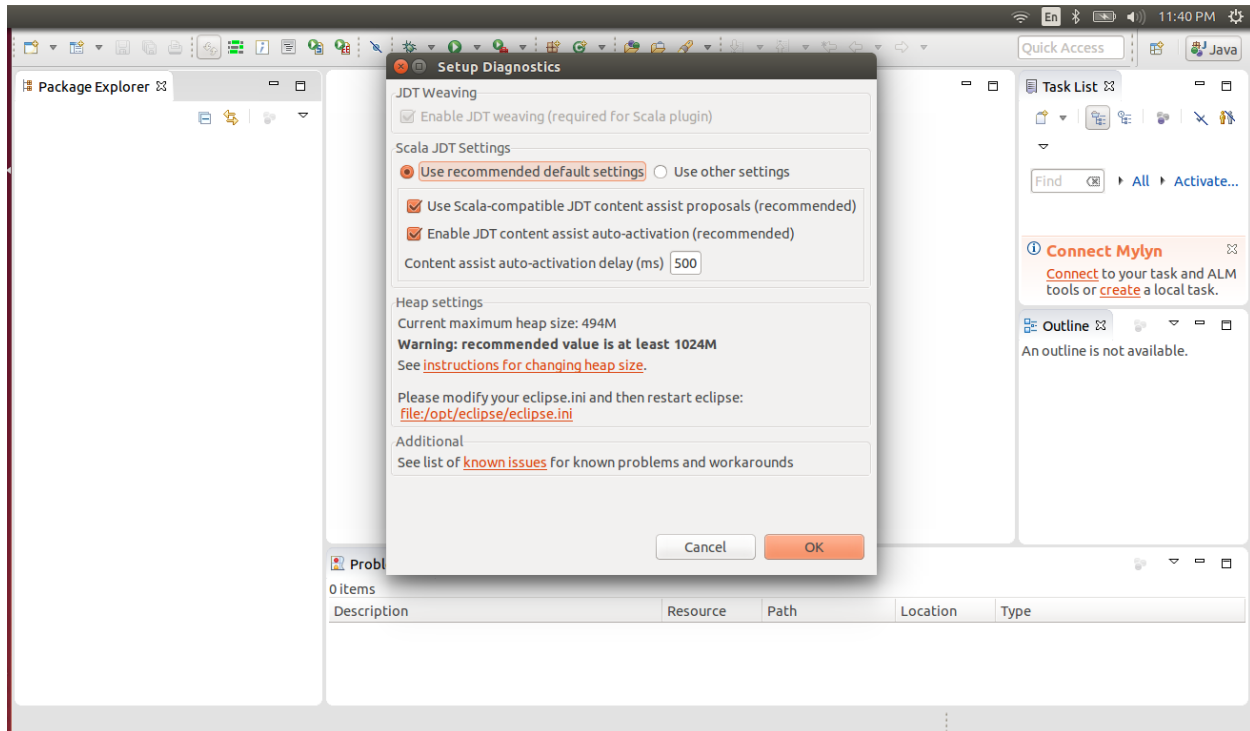 En 11:40 PM
Quick Access Java
Package Explorer
Setup Diagnostics
JDT Weaving
Enable JDT weaving (required for Scala plugin)
Scala JDT Settings
Use recommended default settings Use other settings
Use Scala-compatible JDT content assist proposals (recommended)
Enable JDT content assist auto-activation (recommended)
Content assist auto-activation delay (ms) 500
Heap settings
Current maximum heap size: 494M
Warning: recommended value is at least 1024M
See instructions for changing heap size.
Please modify your eclipse.ini and then restart eclipse:
file:/opt/eclipse/eclipse.ini
Additional
See list of known issues for known problems and workarounds
Cancel OK
Task List
Find All Activate...
Connect Mylyn
Connect to your task and ALM
tools or create a local task.
Outline
An outline is not available.
Probl
0 items
Description Resource Path Location Type